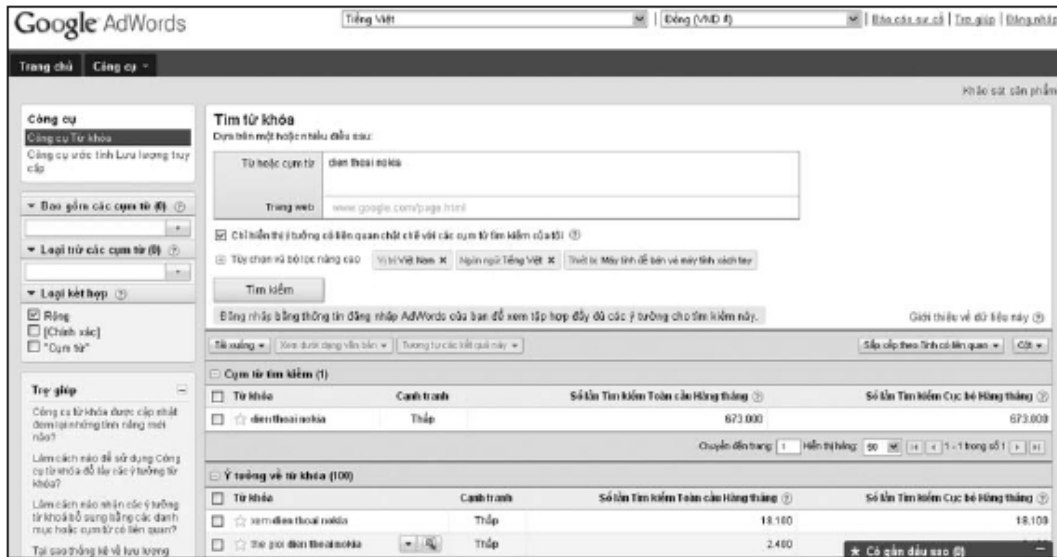 Google AdWords
Tiếng Việt | Đồng (VND ₫) | Báo cáo sự cố | Trợ giúp | Đăng nhập
Trang chủ Công cụ
Khảo sát sản phẩm
Công cụ
Công cụ Từ khóa
Công cụ ước tính Lưu lượng truy
cập
Bao gồm các cụm từ (0)
Loại trừ các cụm từ (0)
Loại kết hợp
Rộng
[Chính xác]
"Cụm từ"
Trợ giúp
Công cụ từ khóa được cập nhật
đem lại những tính năng mới
nào?
Làm cách nào để sử dụng Công
cụ từ khóa để lấy các ý tưởng từ
khóa?
Làm cách nào nhận các ý tưởng
từ khoá bổ sung bằng các danh
mục hoặc cụm từ có liên quan?
Tại sao thống kê về lưu lượng
Tìm từ khóa
Dựa trên một hoặc nhiều điều sau:
Từ hoặc cụm từ dien thoai nokia
Trang web www.google.com/page.html
Chỉ hiển thị ý tưởng có liên quan chặt chẽ với các cụm từ tìm kiếm của tôi
Tùy chọn và bộ lọc nâng cao Vị trí: Việt Nam × Ngôn ngữ: Tiếng Việt × Thiết bị: Máy tính để bàn và máy tính xách tay
Tìm kiếm
Đăng nhập bằng thông tin đăng nhập AdWords của bạn để xem tập hợp đầy đủ các ý tưởng cho tìm kiếm này. Giới thiệu về dữ liệu này
Tải xuống Xem dưới dạng văn bản Tương tự các kết quả này Sắp xếp theo Tính có liên quan Cột
Cụm từ tìm kiếm (1)
Từ khóa Cạnh tranh Số lần Tìm kiếm Toàn cầu Hàng tháng Số lần Tìm kiếm Cục bộ Hàng tháng
dien thoai nokia Thấp 673.000 673.000
Chuyển đến trang: 1 Hiển thị hàng: 50 1 - 1 trong số 1
Ý tưởng về từ khóa (100)
Từ khóa Cạnh tranh Số lần Tìm kiếm Toàn cầu Hàng tháng Số lần Tìm kiếm Cục bộ Hàng tháng
xem dien thoai nokia Thấp 18.100 18.100
the gioi dien thoai nokia Thấp 2.400
Có gắn dấu sao (0)